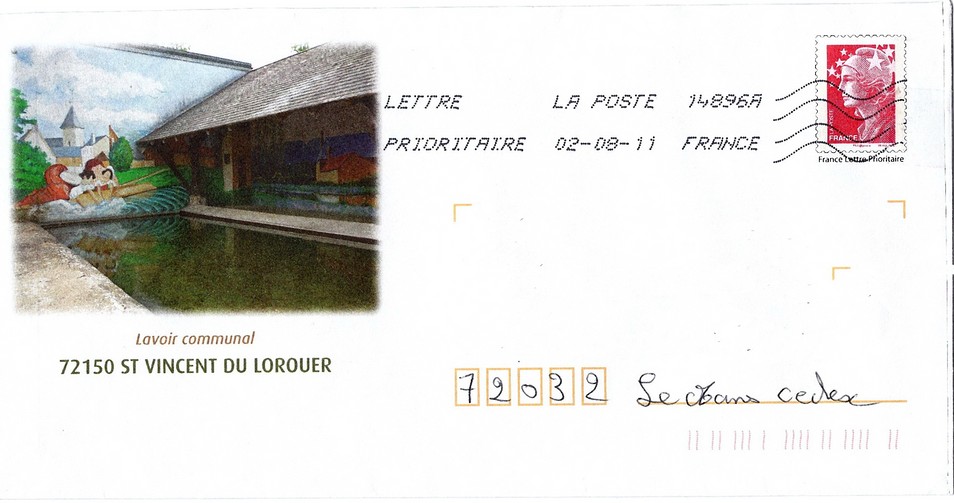 LETTRE LA POSTE 14896A
PRIORITAIRE 02-08-11 FRANCE
FRANCE
France Lettre Prioritaire
Lavoir communal
72150 ST VINCENT DU LOROUER
72032 Le Mans cedex